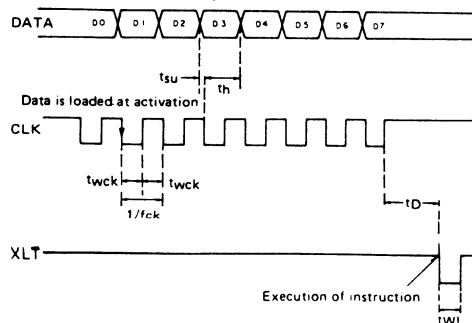 DATA D0 D1 D2 D3 D4 D5 D6 D7
tsu th
Data is loaded at activation
CLK
twck twck
1/fck
tD
XLT
Execution of instruction
tWL